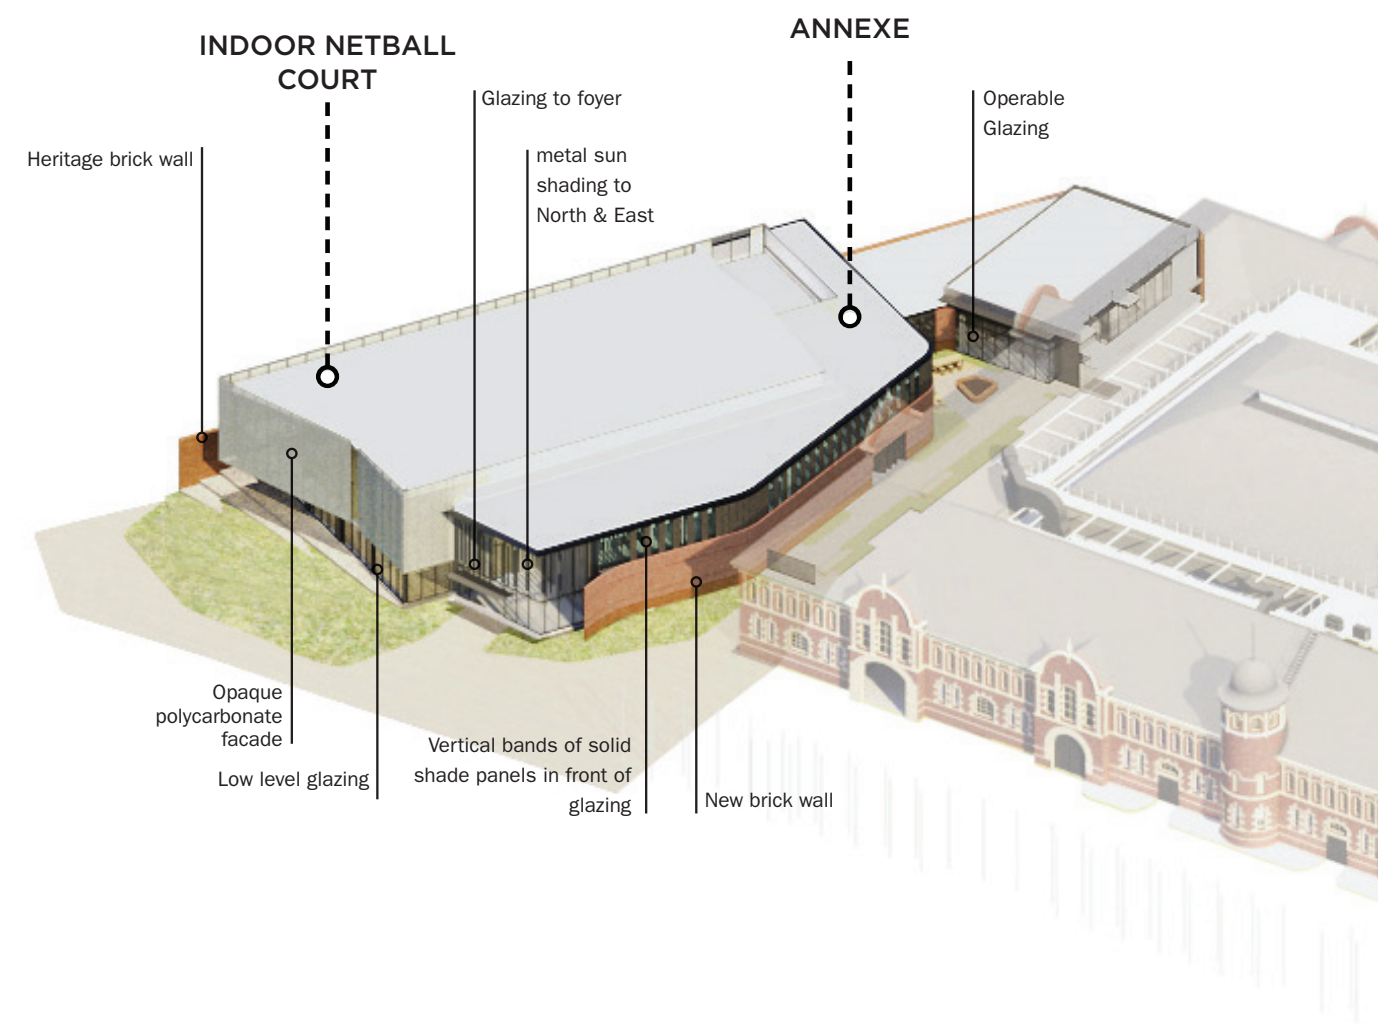 INDOOR NETBALL
COURT
ANNEXE
Glazing to foyer
Operable
Glazing
Heritage brick wall
metal sun
shading to
North & East
Opaque
polycarbonate
facade
Low level glazing
Vertical bands of solid
shade panels in front of
glazing
New brick wall